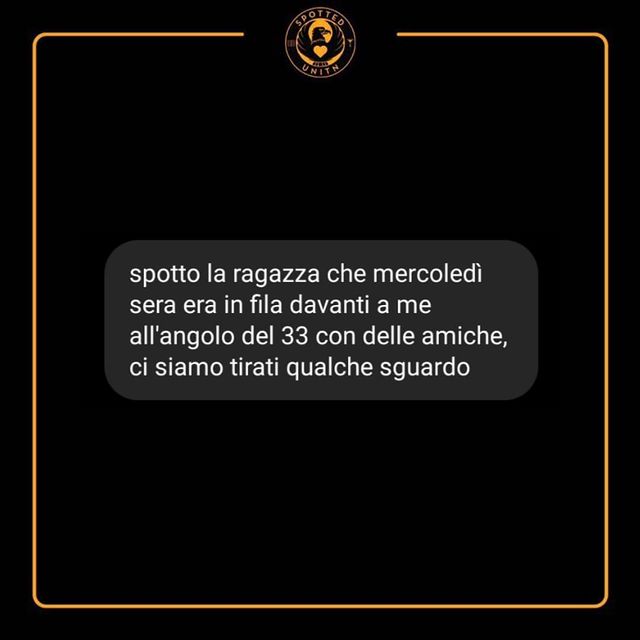 SPOTTED
UNITN
spotto la ragazza che mercoledì
sera era in fila davanti a me
all'angolo del 33 con delle amiche,
ci siamo tirati qualche sguardo